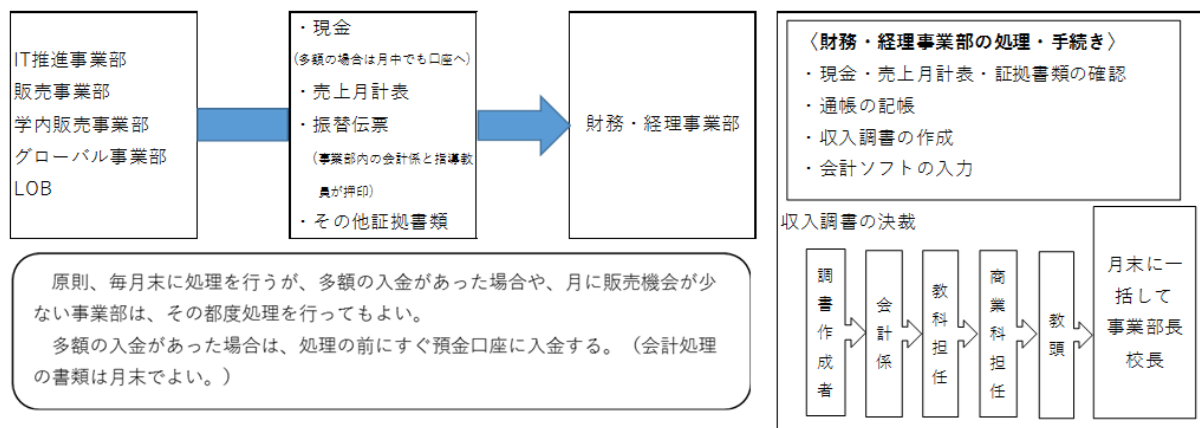 IT推進事業部
販売事業部
学内販売事業部
グローバル事業部
LOB
・現金
(多額の場合は月中でも口座へ)
・売上月計表
・振替伝票
(事業部内の会計係と指導教
員が押印)
・その他証拠書類
財務・経理事業部
原則、毎月末に処理を行うが、多額の入金があった場合や、月に販売機会が少
ない事業部は、その都度処理を行ってもよい。
多額の入金があった場合は、処理の前にすぐ預金口座に入金する。（会計処理
の書類は月末でよい。）
〈財務・経理事業部の処理・手続き〉
・現金・売上月計表・証拠書類の確認
・通帳の記帳
・収入調書の作成
・会計ソフトの入力
収入調書の決裁
調書作成者
会計係
教科担任
商業科担任
教頭
月末に一
括して
事業部長
校長